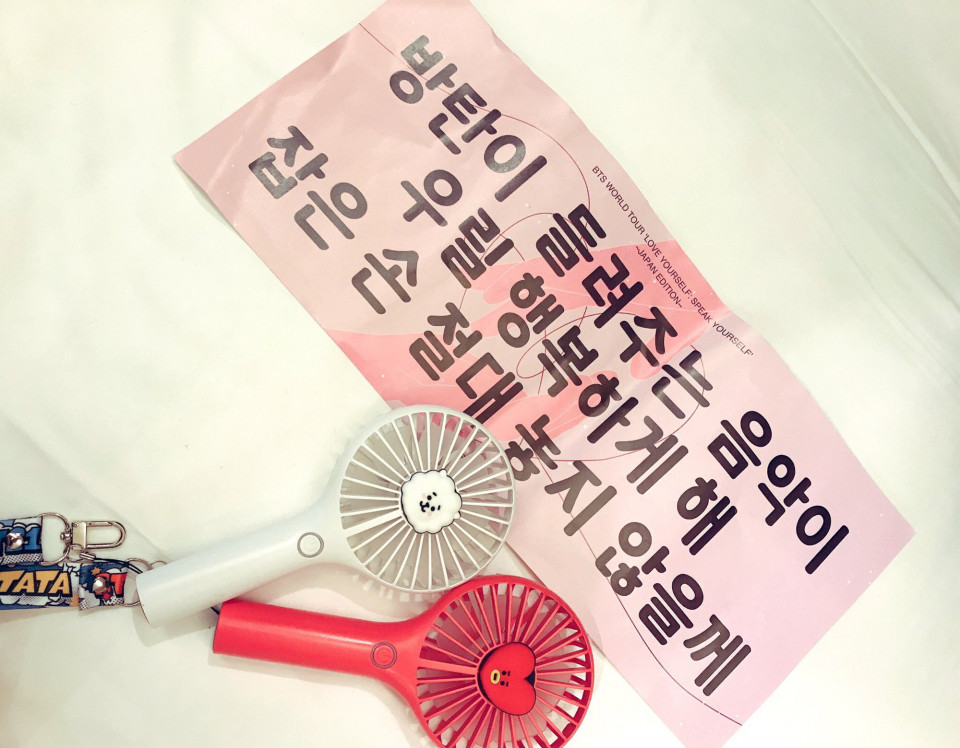 방탄이 들려주는 음악이
우릴 행복하게 해
잡은 손 절대 놓지 않을게
BTS WORLD TOUR 'LOVE YOURSELF: SPEAK YOURSELF'
~JAPAN EDITION~
TATA